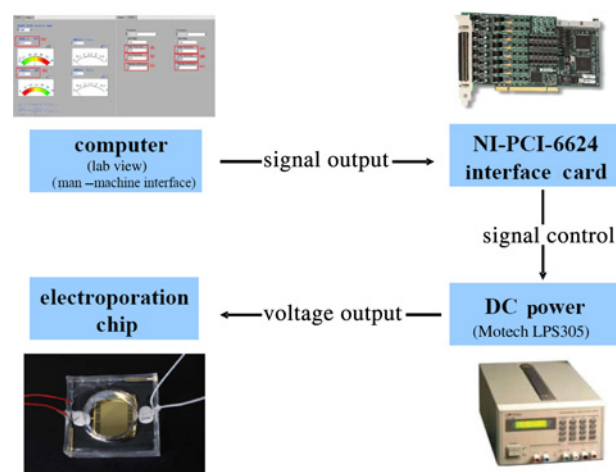 computer
(lab view)
(man –machine interface)
signal output
NI-PCI-6624
interface card
signal control
electroporation
chip
voltage output
DC power
(Motech LPS305)